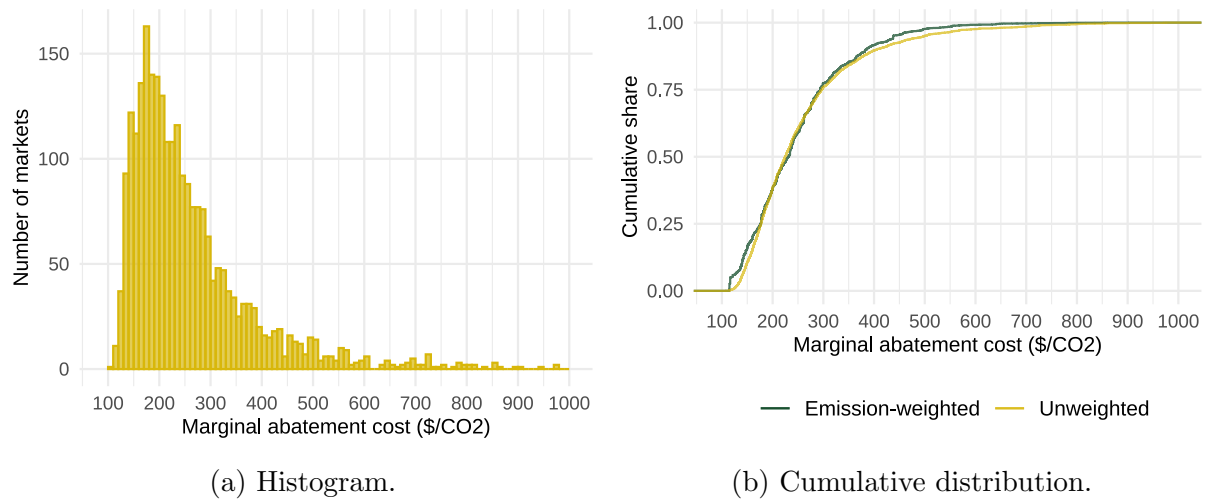 150
100
50
0
Number of markets
100 200 300 400 500 600 700 800 900 1000
Marginal abatement cost ($/CO2)
(a) Histogram.
1.00
0.75
0.50
0.25
0.00
Cumulative share
100 200 300 400 500 600 700 800 900 1000
Marginal abatement cost ($/CO2)
Emission-weighted Unweighted
(b) Cumulative distribution.